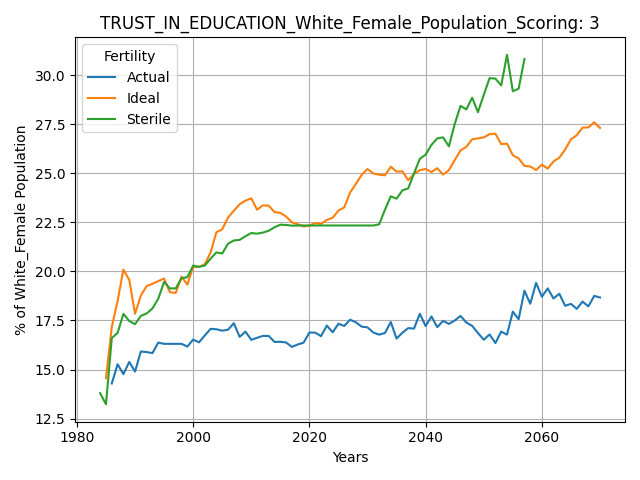 TRUST_IN_EDUCATION_White_Female_Population_Scoring: 3
Fertility
Actual
Ideal
Sterile
% of White_Female Population
30.0
27.5
25.0
22.5
20.0
17.5
15.0
12.5
1980
2000
2020
2040
2060
Years